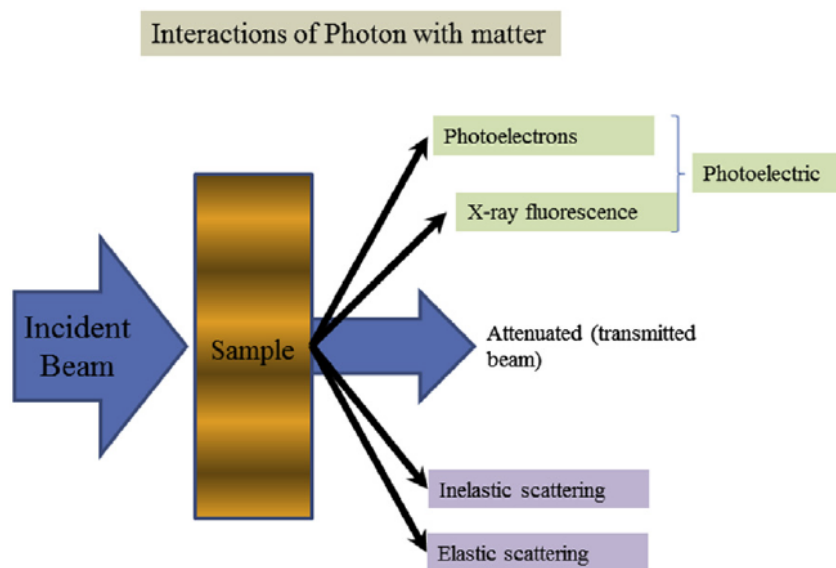 Interactions of Photon with matter
Photoelectrons
Photoelectric
X-ray fluorescence
Incident
Beam
Sample
Attenuated (transmitted
beam)
Inelastic scattering
Elastic scattering